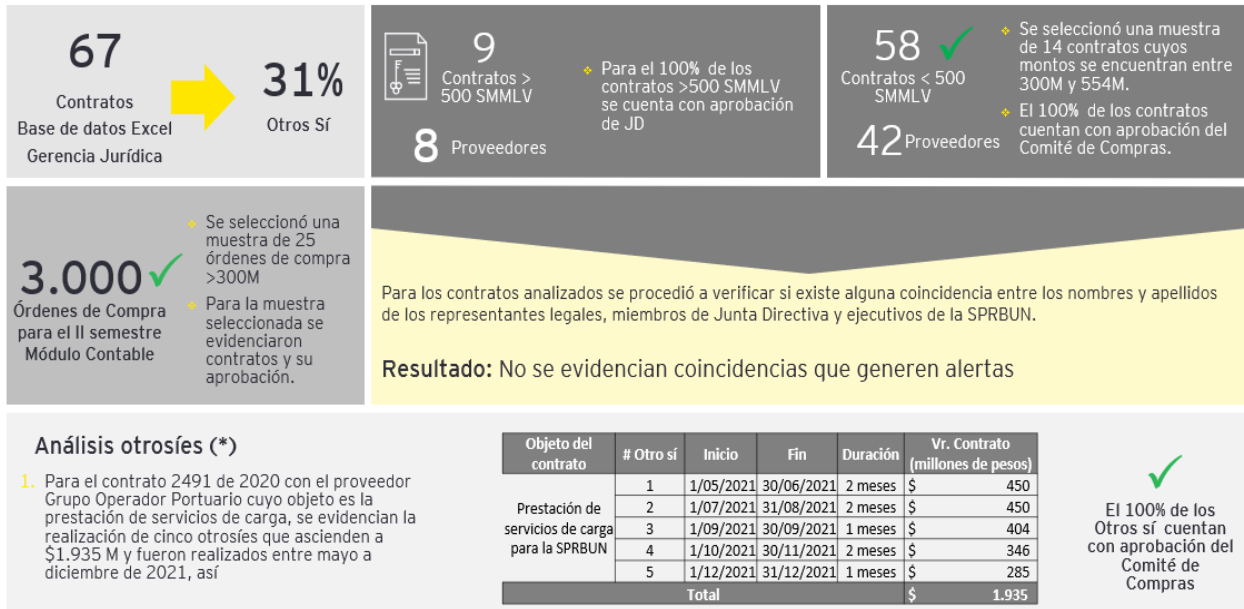 67
Contratos
Base de datos Excel
Gerencia Jurídica
31%
Otros Sí
9
Contratos >
500 SMMLV
8 Proveedores
❖ Para el 100% de los
contratos >500 SMMLV
se cuenta con aprobación
de JD
58
Contratos < 500
SMMLV
42 Proveedores
❖ Se seleccionó una muestra
de 14 contratos cuyos
montos se encuentran entre
300M y 554M.
❖ El 100% de los contratos
cuentan con aprobación del
Comité de Compras.
3.000
Órdenes de Compra
para el II semestre
Módulo Contable
❖ Se seleccionó una
muestra de 25
órdenes de compra
>300M
❖ Para la muestra
seleccionada se
evidenciaron
contratos y su
aprobación.
Para los contratos analizados se procedió a verificar si existe alguna coincidencia entre los nombres y apellidos
de los representantes legales, miembros de Junta Directiva y ejecutivos de la SPRBUN.
Resultado: No se evidencian coincidencias que generen alertas
Análisis otrosíes (*)
1. Para el contrato 2491 de 2020 con el proveedor
Grupo Operador Portuario cuyo objeto es la
prestación de servicios de carga, se evidencian la
realización de cinco otrosíes que ascienden a
$1.935 M y fueron realizados entre mayo a
diciembre de 2021, así
Objeto del contrato # Otro sí Inicio Fin Duración Vr. Contrato (millones de pesos)
Prestación de
servicios de carga
para la SPRBUN
1 1/05/2021 30/06/2021 2 meses $ 450
2 1/07/2021 31/08/2021 2 meses $ 450
3 1/09/2021 30/09/2021 1 meses $ 404
4 1/10/2021 30/11/2021 2 meses $ 346
5 1/12/2021 31/12/2021 1 meses $ 285
Total $ 1.935
El 100% de los
Otros sí cuentan
con aprobación del
Comité de
Compras